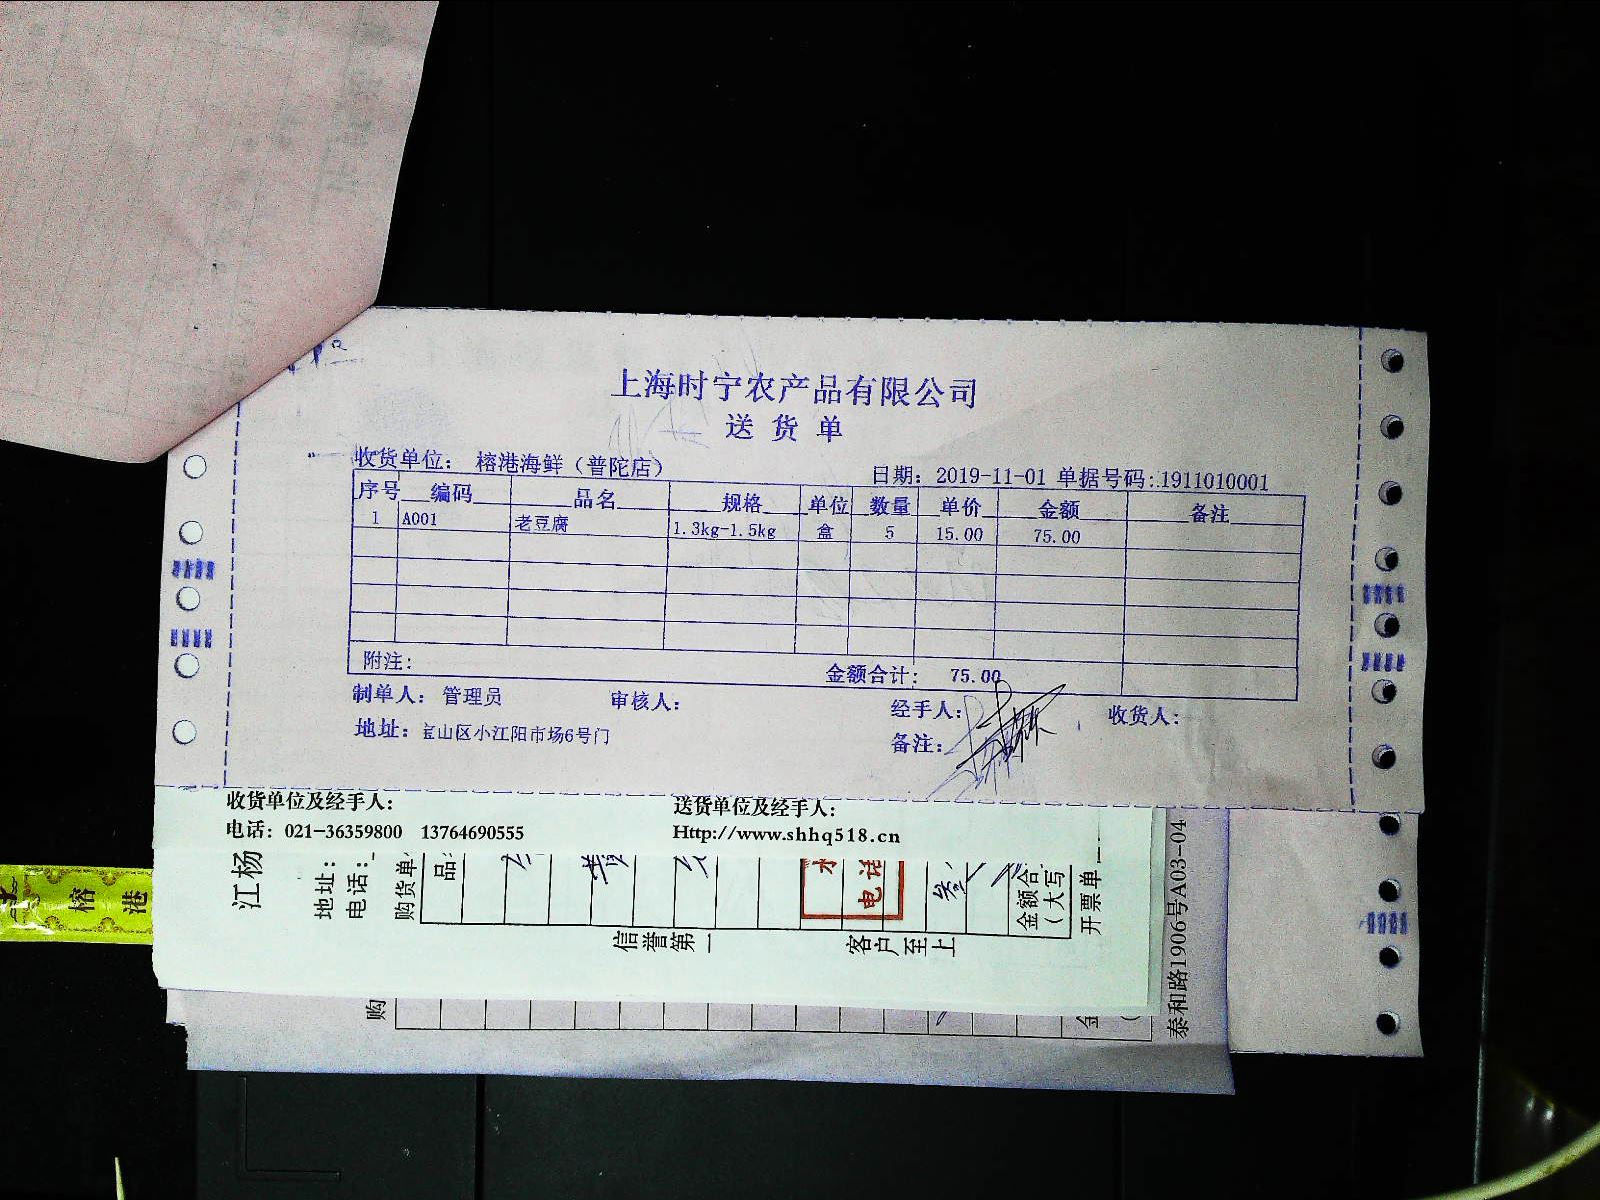 上海时宁农产品有限公司
送货单
收货单位： 榕港海鲜（普陀店） 日期： 2019-11-01 单据号码: 1911010001
序号 编码 品名 规格 单位 数量 单价 金额 备注
1 A001 老豆腐 1.3kg-1.5kg 盒 5 15.00 75.00
附注： 金额合计： 75.00
制单人： 管理员 审核人： 经手人： 收货人：
地址： 宝山区小江阳市场6号门 备注：
收货单位及经手人： 送货单位及经手人：
电话： 021-36359800 13764690555 Http://www.shhq518.cn
江杨
地址：
电话：
购货单
品
电话
金额合
（大写
开票单
信誉第一 客户至上
购
金
泰和路1906号A03-04
榕港